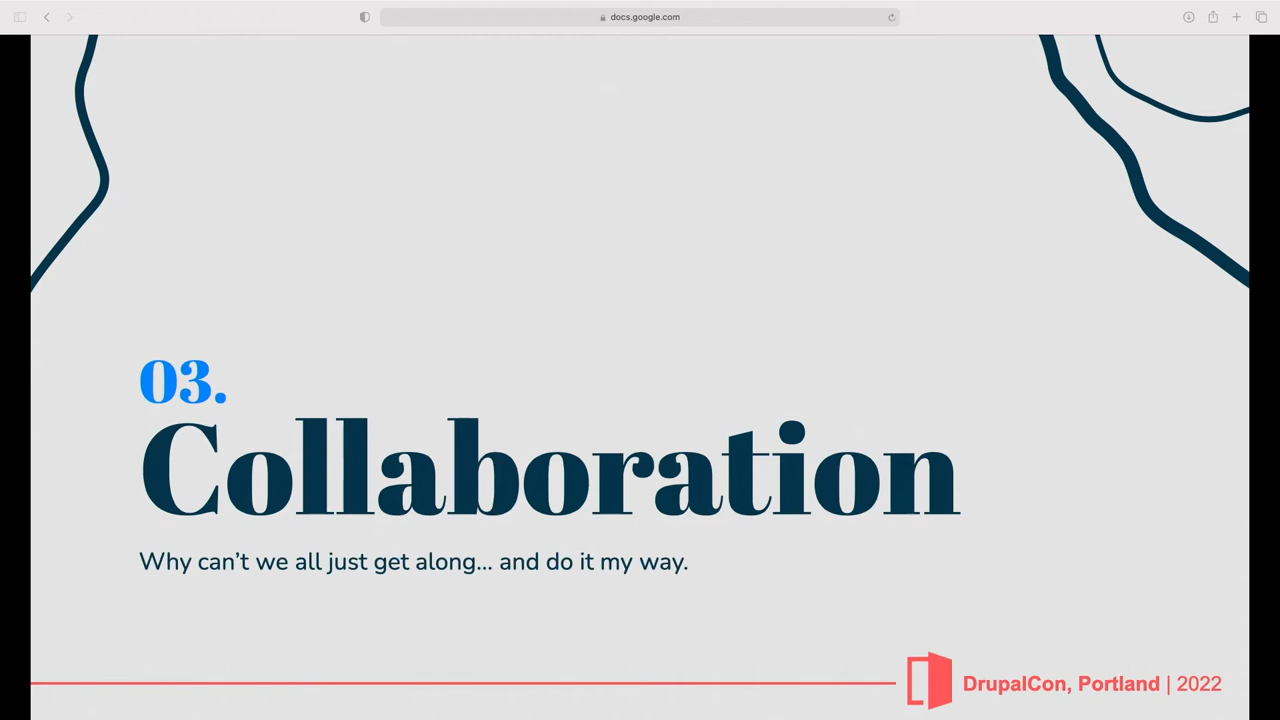 docs.google.com
03.
Collaboration
Why can’t we all just get along... and do it my way.
DrupalCon, Portland | 2022